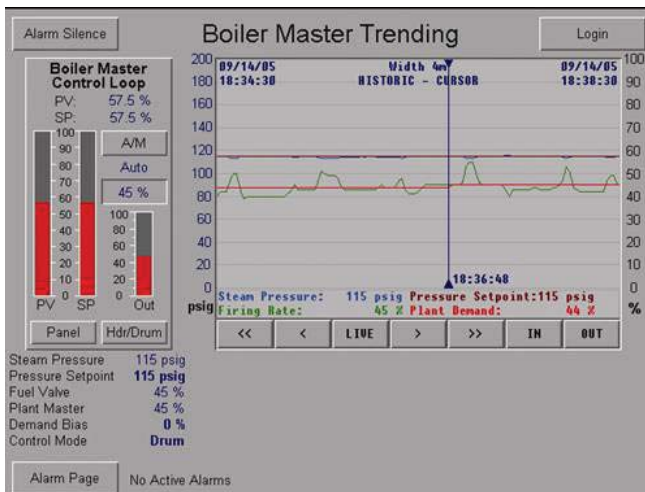 Alarm Silence
Boiler Master Trending
Login
Boiler Master
Control Loop
PV: 57.5 %
SP: 57.5 %
A/M
Auto
45 %
100
90
80
70
60
50
40
30
20
10
0
100
80
60
40
20
0
PV SP Out
Panel
Hdr/Drum
200
180
160
140
120
100
80
60
40
20
0
psig
09/14/05 Width 4m 09/14/05
18:34:30 HISTORIC - CURSOR 18:38:30
100
90
80
70
60
50
40
30
20
10
0
%
18:36:48
Steam Pressure: 115 psig Pressure Setpoint:115 psig
Firing Rate: 45 % Plant Demand: 44 %
<< < LIVE > >> IN OUT
Steam Pressure 115 psig
Pressure Setpoint 115 psig
Fuel Valve 45 %
Plant Master 45 %
Demand Bias 0 %
Control Mode Drum
Alarm Page
No Active Alarms